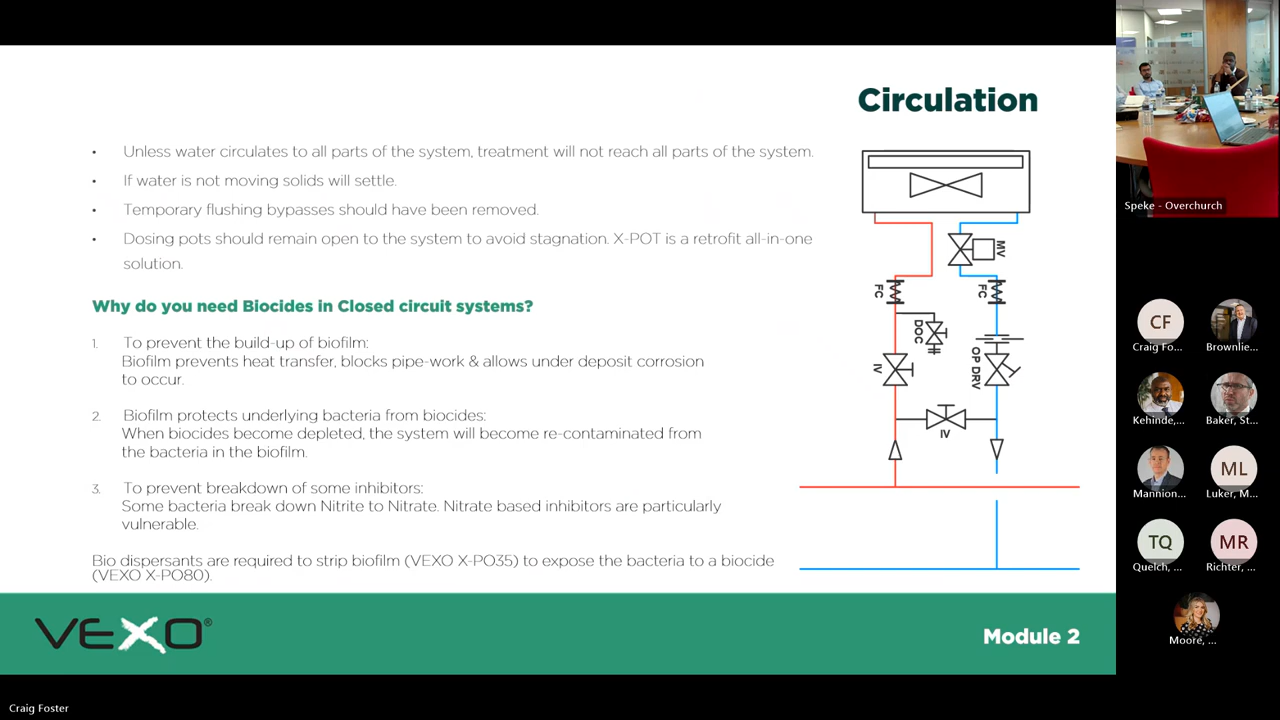 Circulation
• Unless water circulates to all parts of the system, treatment will not reach all parts of the system.
• If water is not moving solids will settle.
• Temporary flushing bypasses should have been removed.
• Dosing pots should remain open to the system to avoid stagnation. X-POT is a retrofit all-in-one
solution.
Why do you need Biocides in Closed circuit systems?
1. To prevent the build-up of biofilm:
Biofilm prevents heat transfer, blocks pipe-work & allows under deposit corrosion
to occur.
2. Biofilm protects underlying bacteria from biocides:
When biocides become depleted, the system will become re-contaminated from
the bacteria in the biofilm.
3. To prevent breakdown of some inhibitors:
Some bacteria break down Nitrite to Nitrate. Nitrate based inhibitors are particularly
vulnerable.
Bio dispersants are required to strip biofilm (VEXO X-PO35) to expose the bacteria to a biocide
(VEXO X-PO80).
MV
FC
FC
DOC
IV
OP DRV
IV
VEXO®
Module 2
Craig Foster
Speke - Overchurch
CF
Craig Fo...
Brownlie...
Kehinde,...
Baker, St...
Mannion...
ML
Luker, M...
TQ
Quelch, ...
MR
Richter, ...
Moore, ...